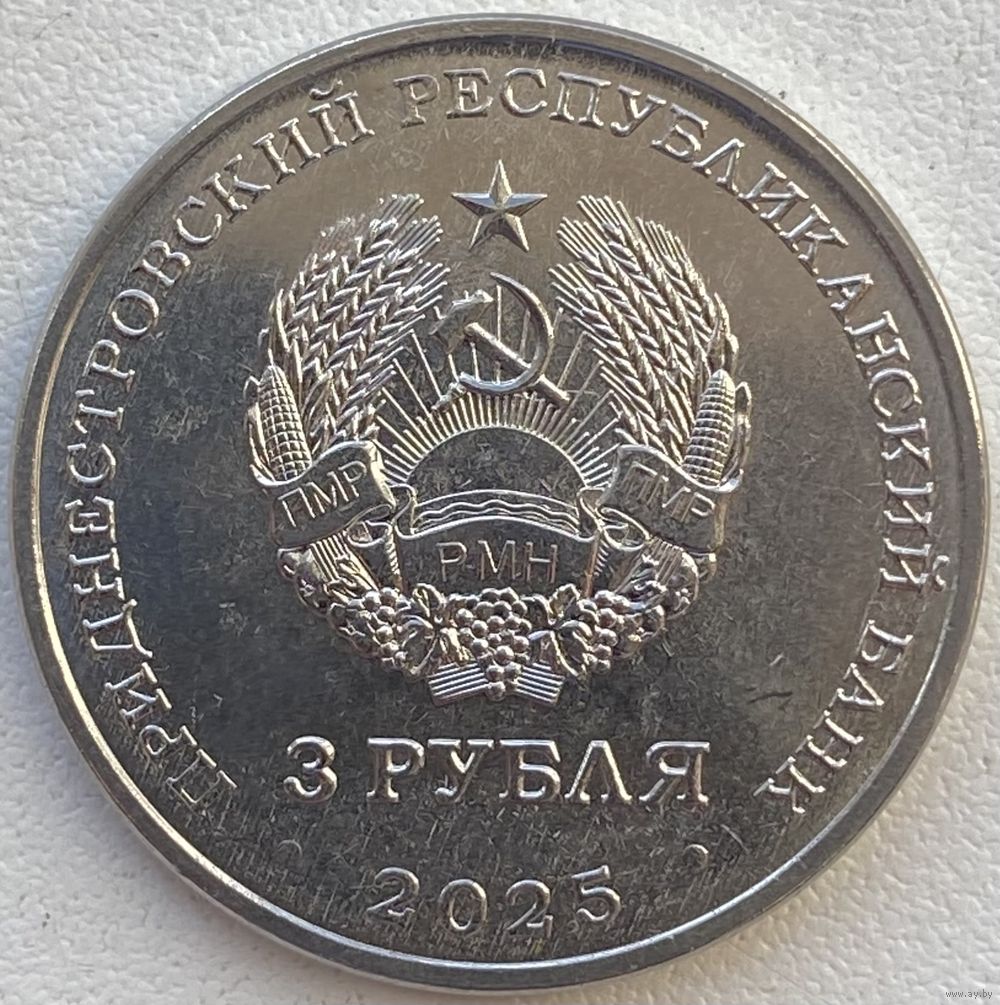 ПРИДНЕСТРОВСКИЙ РЕСПУБЛИКАНСКИЙ БАНК
ПМР
ПМР
РМН
3 РУБЛЯ
2025
www.ay.by